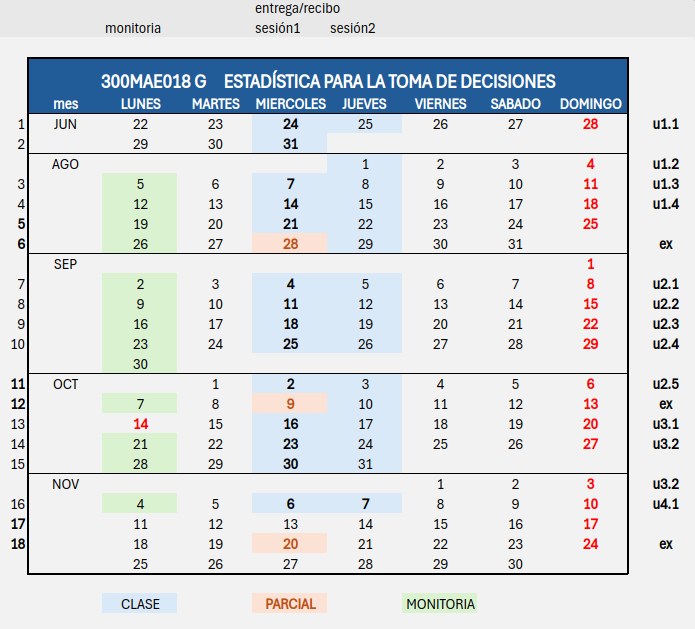 entrega/recibo
monitoria sesión1 sesión2
300MAE018 G ESTADÍSTICA PARA LA TOMA DE DECISIONES
mes LUNES MARTES MIERCOLES JUEVES VIERNES SABADO DOMINGO
1 JUN 22 23 24 25 26 27 28 u1.1
2 29 30 31
AGO 1 2 3 4 u1.2
3 5 6 7 8 9 10 11 u1.3
4 12 13 14 15 16 17 18 u1.4
5 19 20 21 22 23 24 25
6 26 27 28 29 30 31 ex
SEP 1
7 2 3 4 5 6 7 8 u2.1
8 9 10 11 12 13 14 15 u2.2
9 16 17 18 19 20 21 22 u2.3
10 23 24 25 26 27 28 29 u2.4
30
11 OCT 1 2 3 4 5 6 u2.5
12 7 8 9 10 11 12 13 ex
13 14 15 16 17 18 19 20 u3.1
14 21 22 23 24 25 26 27 u3.2
15 28 29 30 31
NOV 1 2 3 u3.2
16 4 5 6 7 8 9 10 u4.1
17 11 12 13 14 15 16 17
18 18 19 20 21 22 23 24 ex
25 26 27 28 29 30
CLASE PARCIAL MONITORIA